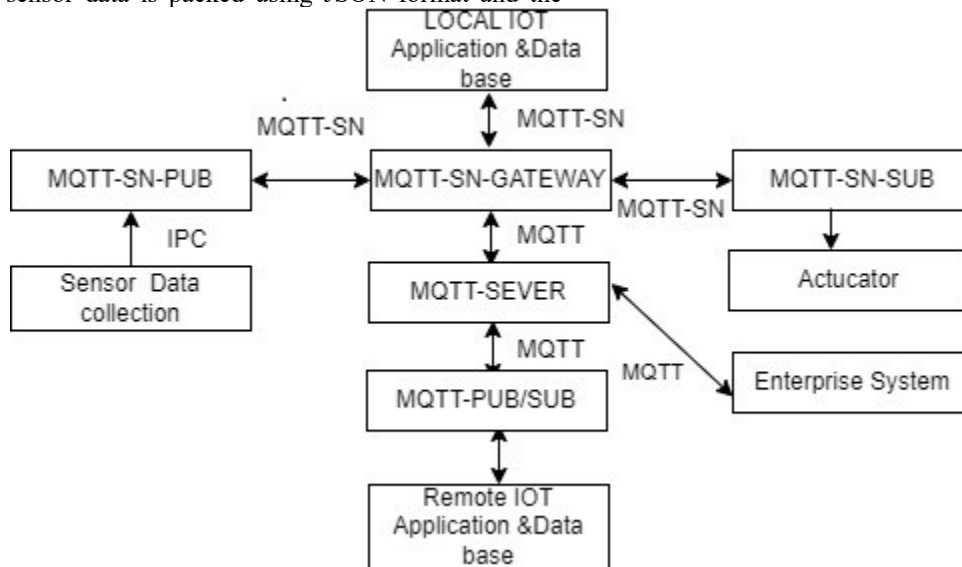 sensor data is packed using JSON format and the
LOCAL IOT
Application &Data
base
MQTT-SN
MQTT-SN
MQTT-SN-PUB
MQTT-SN-GATEWAY
MQTT-SN-SUB
MQTT-SN
IPC
MQTT
Sensor Data
collection
MQTT-SEVER
Actucator
MQTT
MQTT
MQTT-PUB/SUB
Enterprise System
Remote IOT
Application &Data
base